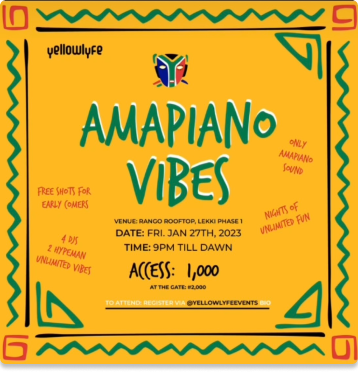 yellowlyfe
AMAPIANO
VIBES
ONLY
AMAPIANO
SOUND
FREE SHOTS FOR
EARLY COMERS
NIGHTS OF
UNLIMITED FUN
4 DJS
2 HYPEMAN
UNLIMITED VIBES
VENUE: RANGO ROOFTOP, LEKKI PHASE 1
DATE: FRI. JAN 27TH, 2023
TIME: 9PM TILL DAWN
ACCESS: 1,000
AT THE GATE: ₦2,000
TO ATTEND: REGISTER VIA @YELLOWLYFEEVENTS BIO